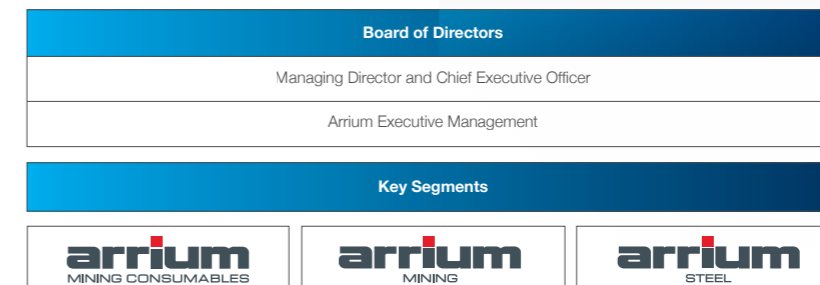 Board of Directors
Managing Director and Chief Executive Officer
Arrium Executive Management
Key Segments
arrium
MINING CONSUMABLES
arrium
MINING
arrium
STEEL